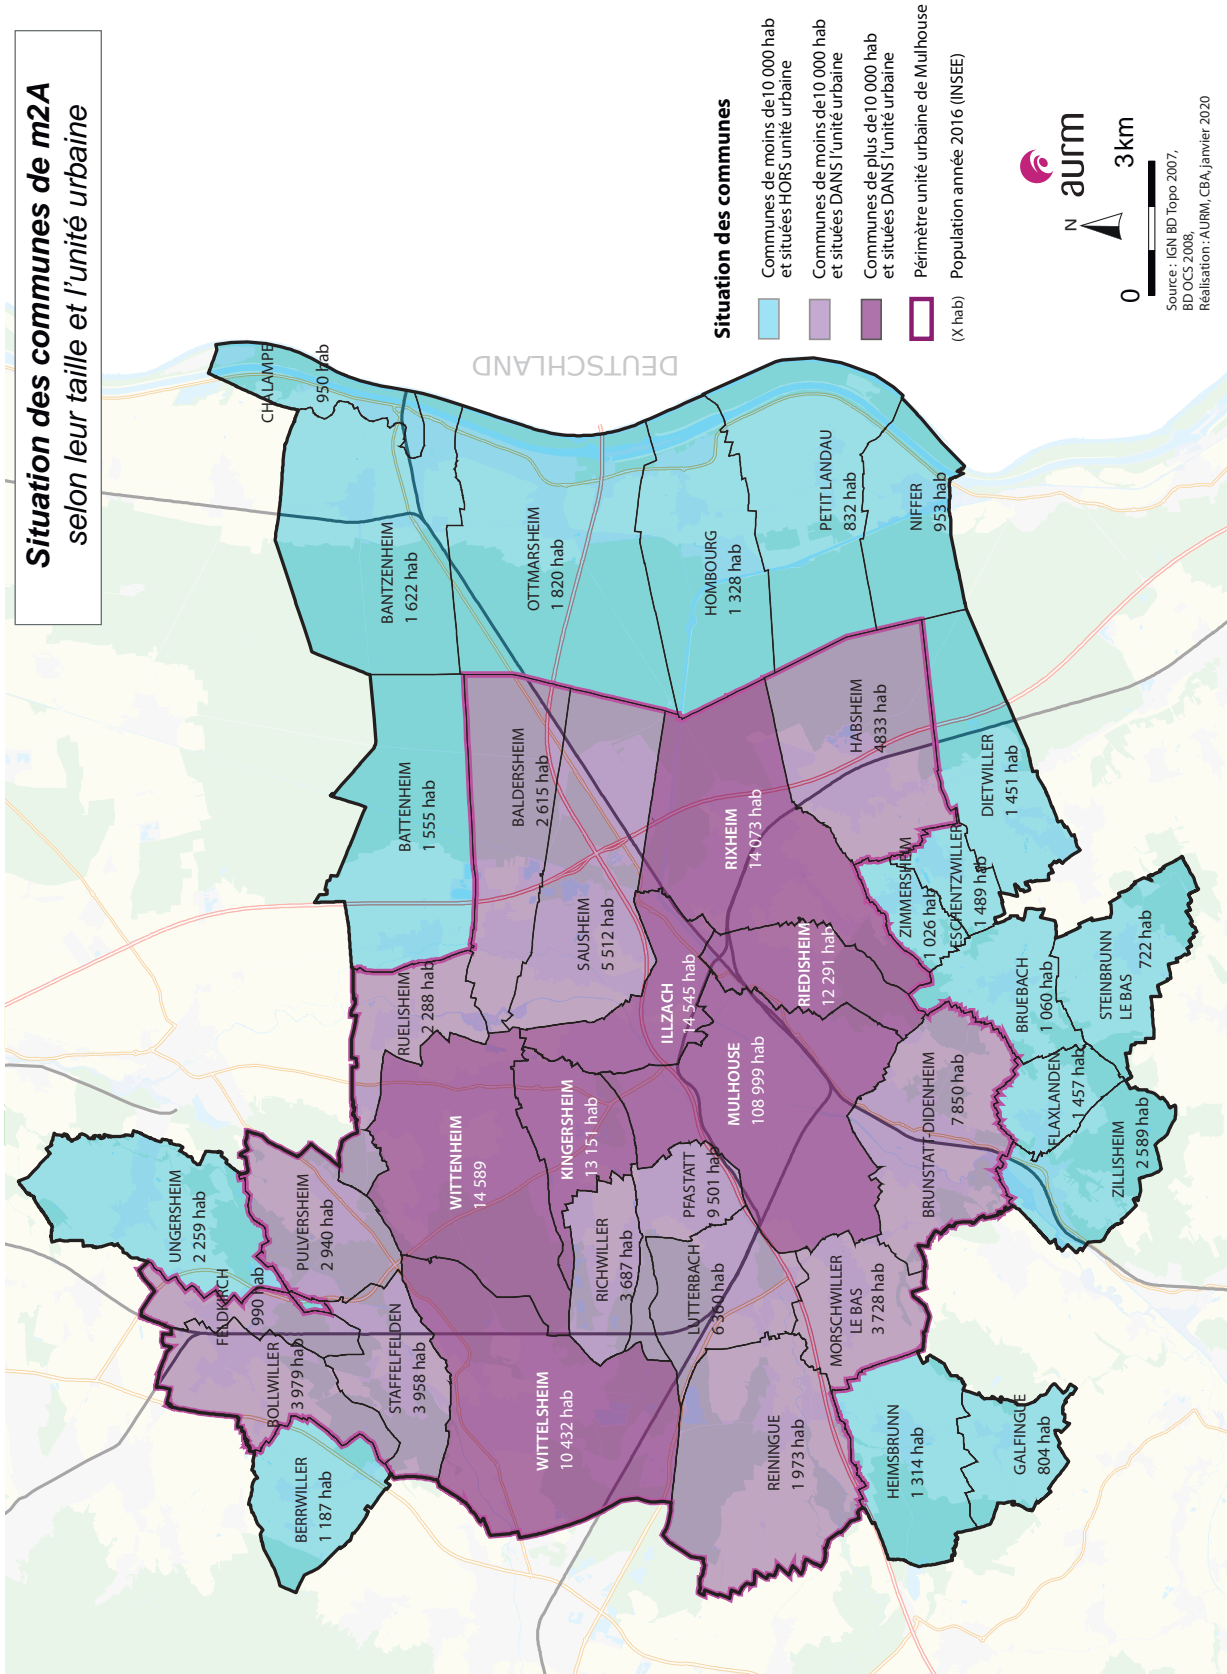 Situation des communes de m2A
selon leur taille et l'unité urbaine
UNGERSHEIM
2 259 hab
FELDKIRCH
990 hab
PULVERSHEIM
2 940 hab
BOLLWILLER
3 979 hab
BERRWILLER
1 187 hab
STAFFELFELDEN
3 958 hab
RUELISHEIM
2 288 hab
BATTENHEIM
1 555 hab
BANTZENHEIM
1 622 hab
CHALAMPE
950 hab
WITTENHEIM
14 589
WITTELSHEIM
10 432 hab
BALDERSHEIM
2 615 hab
OTTMARSHEIM
1 820 hab
DEUTSCHLAND
KINGERSHEIM
13 151 hab
SAUSHEIM
5 512 hab
RICHWILLER
3 687 hab
ILLZACH
14 545 hab
HOMBOURG
1 328 hab
PFASTATT
9 501 hab
LUTTERBACH
6 360 hab
MULHOUSE
108 999 hab
RIXHEIM
14 073 hab
REININGUE
1 973 hab
RIEDISHEIM
12 291 hab
PETIT LANDAU
832 hab
HABSHEIM
4833 hab
MORSCHWILLER
LE BAS
3 728 hab
HEIMSBRUNN
1 314 hab
BRUNSTATT-DIDENHEIM
7 850 hab
ZIMMERSHEIM
1 026 hab
NIFFER
953 hab
ESCHENTZWILLER
1 489 hab
DIETWILLER
1 451 hab
GALFINGUE
804 hab
BRUEBACH
1 060 hab
FLAXLANDEN
1 457 hab
ZILLISHEIM
2 589 hab
STEINBRUNN
LE BAS
722 hab
Situation des communes
Communes de moins de10 000 hab
et situées HORS unité urbaine
Communes de moins de10 000 hab
et situées DANS l'unité urbaine
Communes de plus de10 000 hab
et situées DANS l'unité urbaine
Périmètre unité urbaine de Mulhouse
(X hab) Population année 2016 (INSEE)
aurm
N
0 3km
Source : IGN BD Topo 2007,
BD OCS 2008,
Réalisation : AURM, CBA, janvier 2020